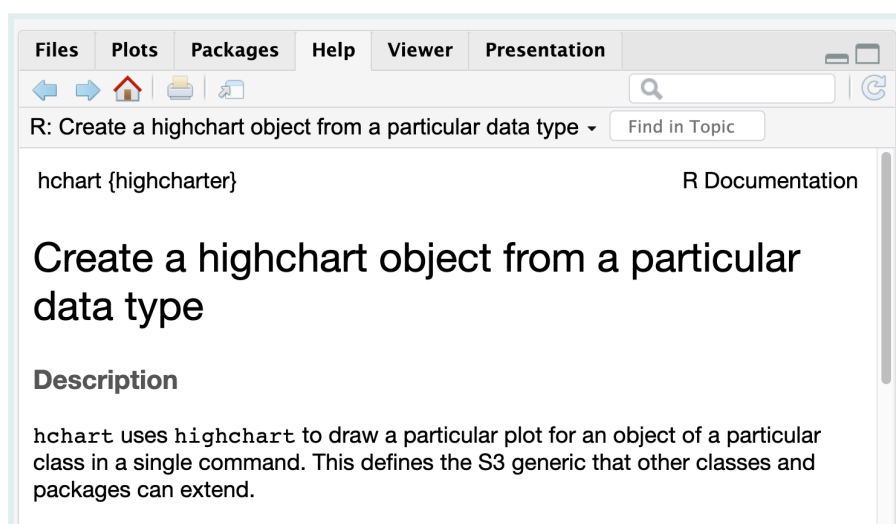 Files Plots Packages Help Viewer Presentation
R: Create a highchart object from a particular data type Find in Topic
hchart {highcharter} R Documentation
Create a highchart object from a particular
data type
Description
hchart uses highchart to draw a particular plot for an object of a particular
class in a single command. This defines the S3 generic that other classes and
packages can extend.